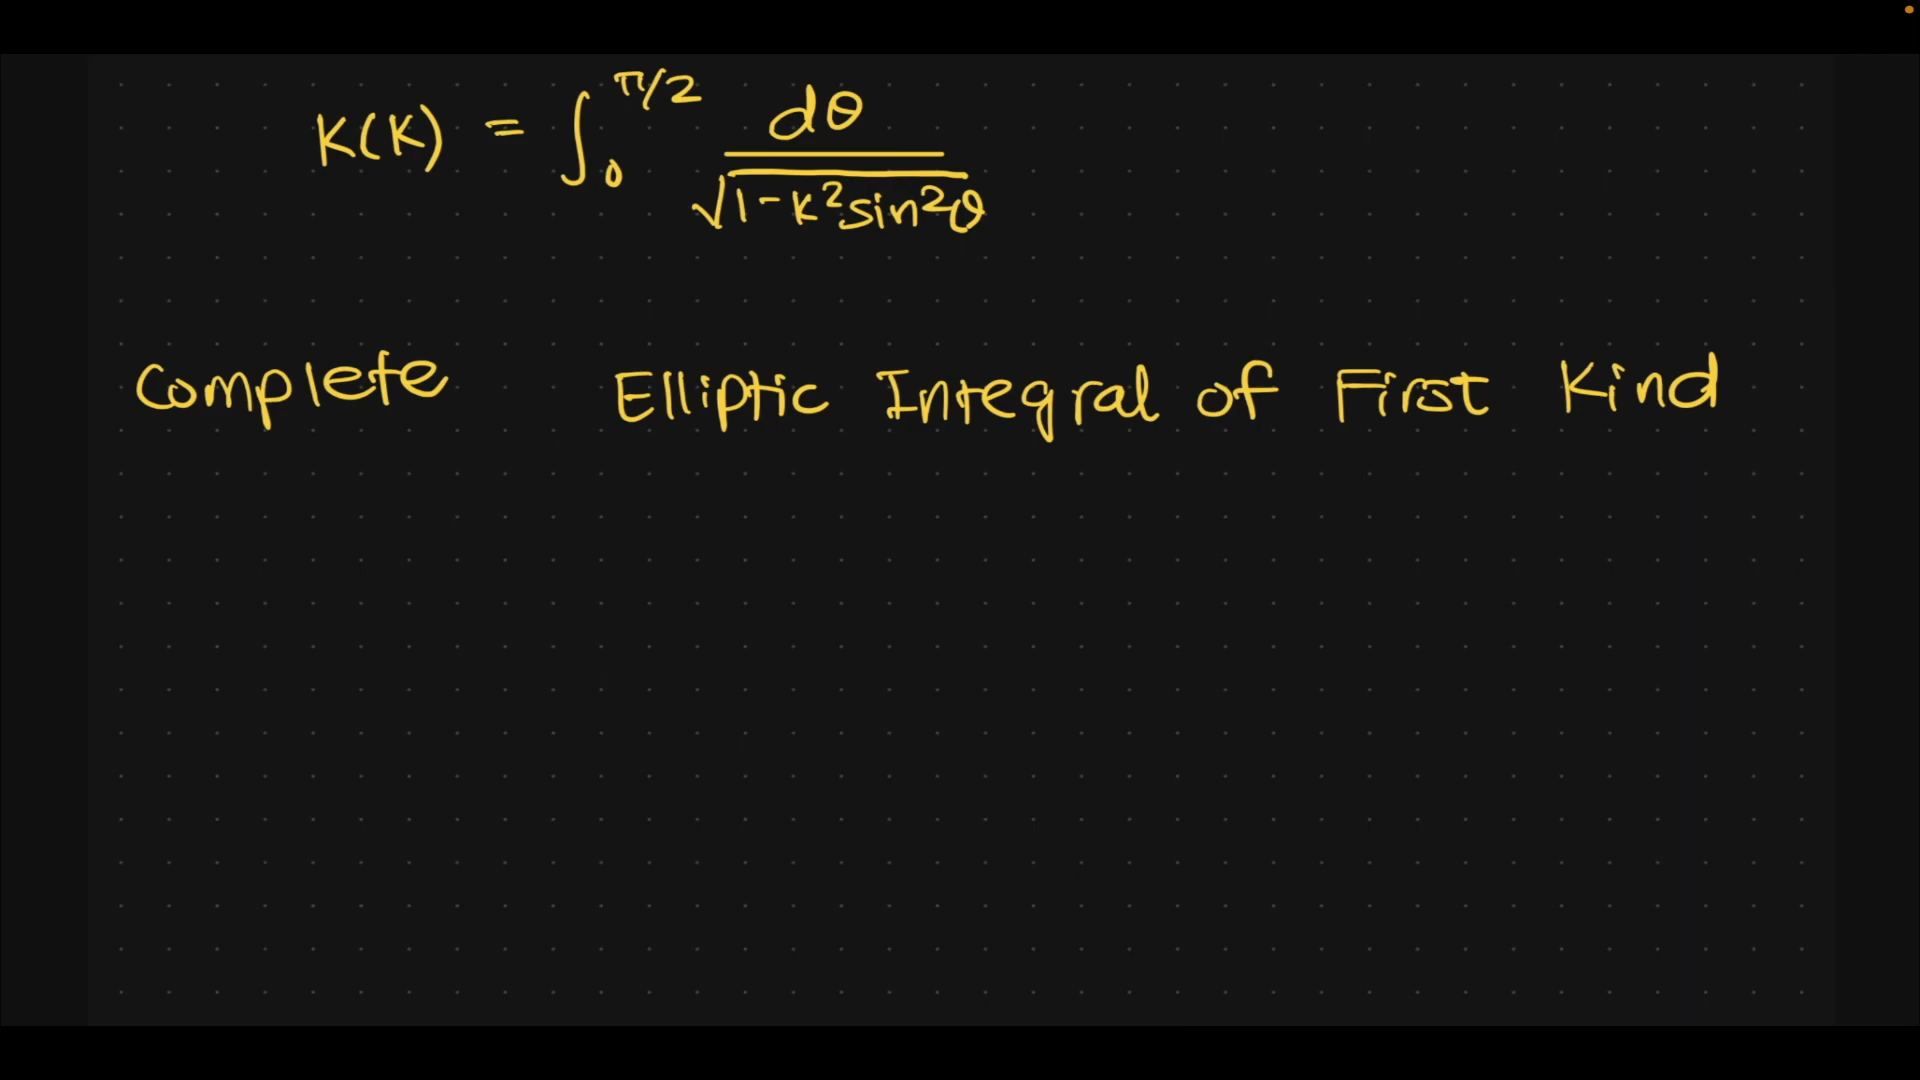 K(K) = ∫₀^π/2 dθ / √1-k²sin²θ
Complete Elliptic Integral of First Kind